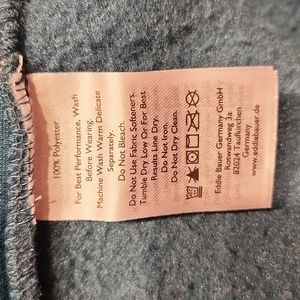 100% Polyester
For Best Performance, Wash
Before Wearing.
Machine Wash Warm Delicate
Separately.
Do Not Bleach.
Do Not Use Fabric Softeners.
Tumble Dry Low Or For Best
Results Line Dry.
Do Not Iron.
Do Not Dry Clean.
Eddie Bauer Germany GmbH
Rotwandweg 3a
82024 Taufkirchen
Germany
www.eddiebauer.de